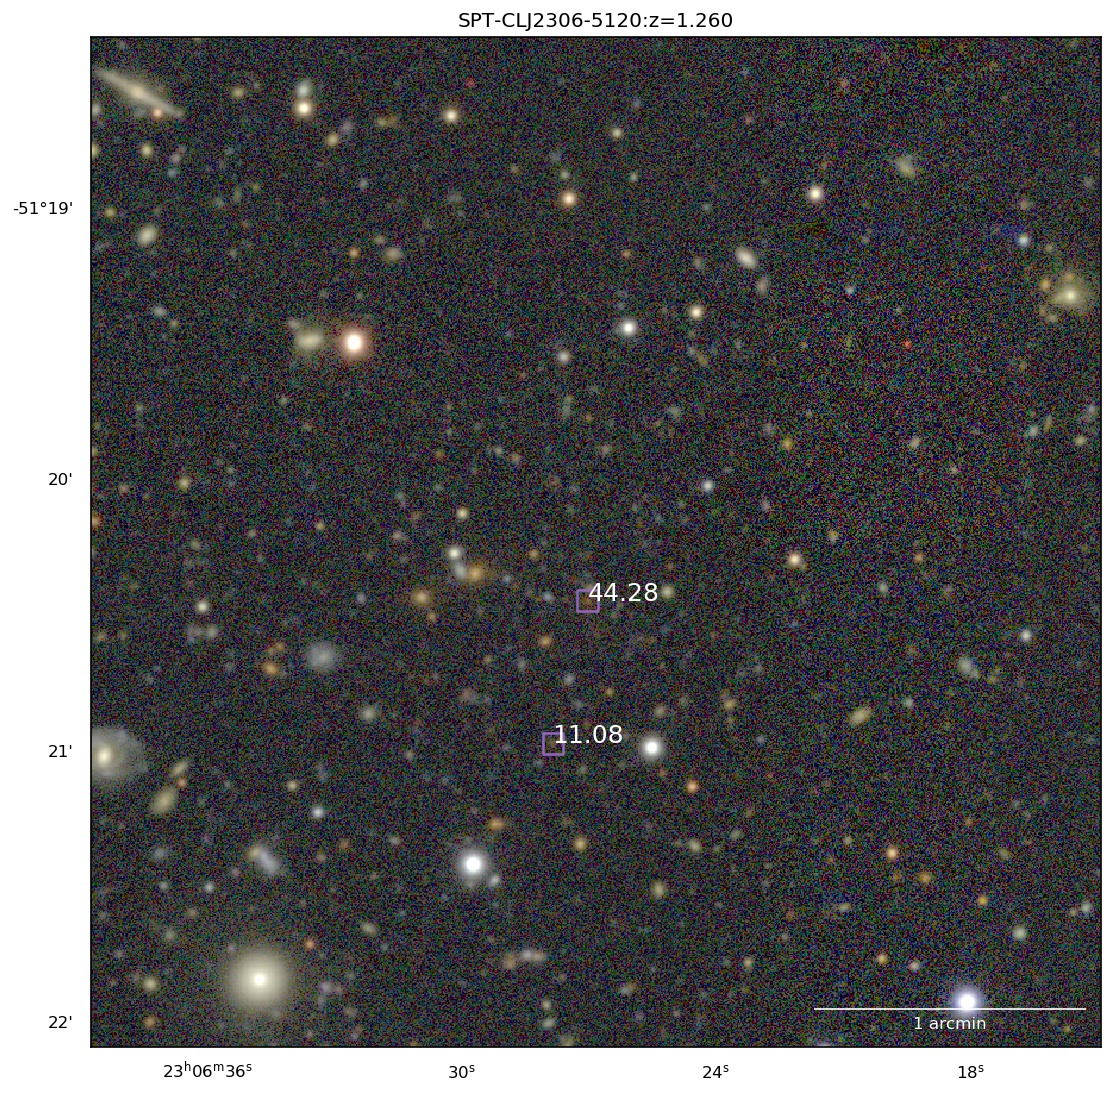 SPT-CLJ2306-5120:z=1.260
-51°19'
20'
44.28
11.08
21'
22'
1 arcmin
23ʰ06ᵐ36ˢ 30ˢ 24ˢ 18ˢ